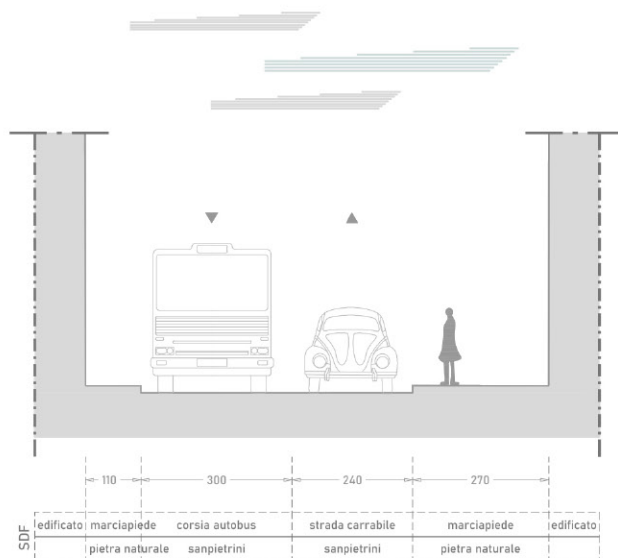 110 300 240 270
SDF
edificato marciapiede corsia autobus strada carrabile marciapiede edificato
pietra naturale sanpietrini sanpietrini pietra naturale